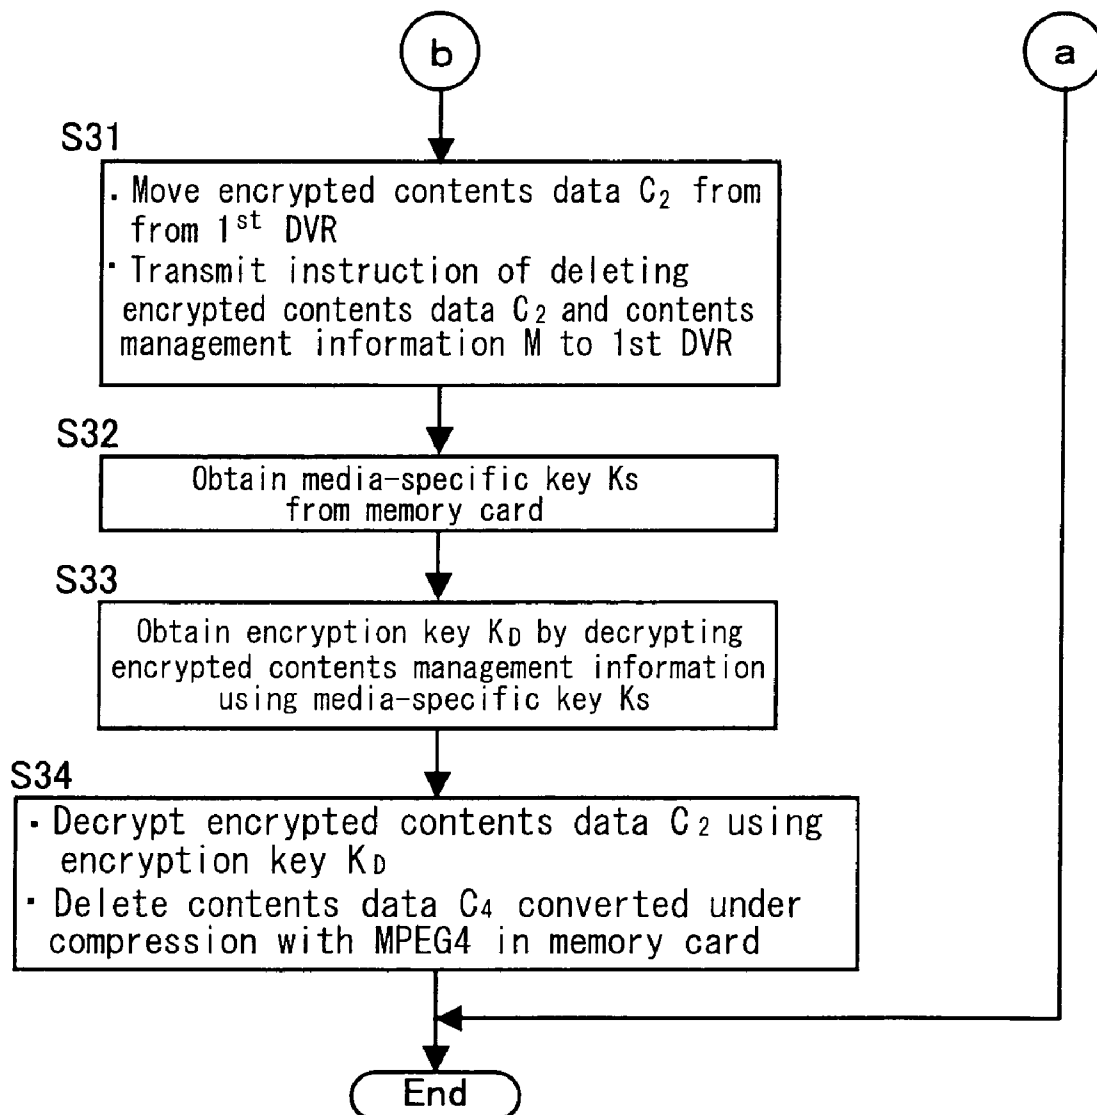 b
a
S31
· Move encrypted contents data C2 from
from 1st DVR
· Transmit instruction of deleting
encrypted contents data C2 and contents
management information M to 1st DVR
S32
Obtain media-specific key Ks
from memory card
S33
Obtain encryption key KD by decrypting
encrypted contents management information
using media-specific key Ks
S34
· Decrypt encrypted contents data C2 using
encryption key KD
· Delete contents data C4 converted under
compression with MPEG4 in memory card
End